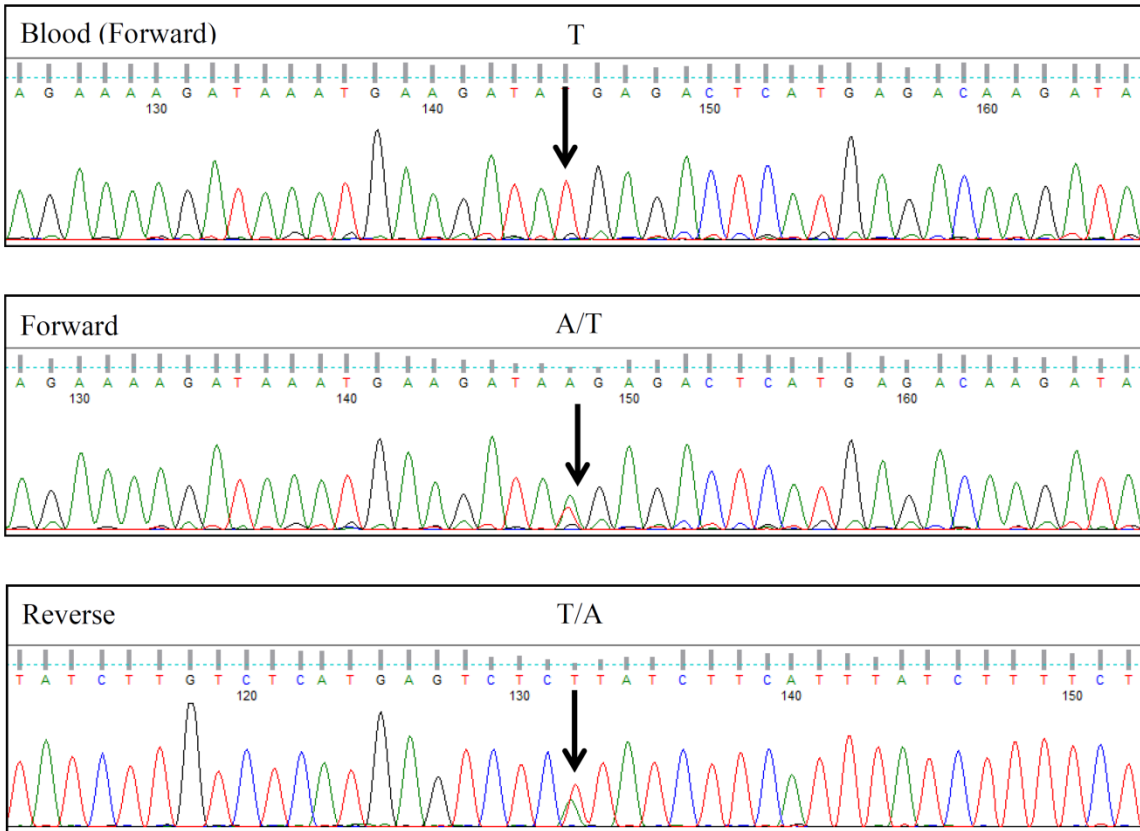 Blood (Forward) T
A G A A A A G A T A A A T G A A G A T A T G A G A C T C A T G A G A C A A G A T A
130 140 150 160
Forward A/T
A G A A A A G A T A A A T G A A G A T A A G A G A C T C A T G A G A C A A G A T A
130 140 150 160
Reverse T/A
T A T C T T G T C T C A T G A G T C T C T T A T C T T C A T T T A T C T T T T C T
120 130 140 150